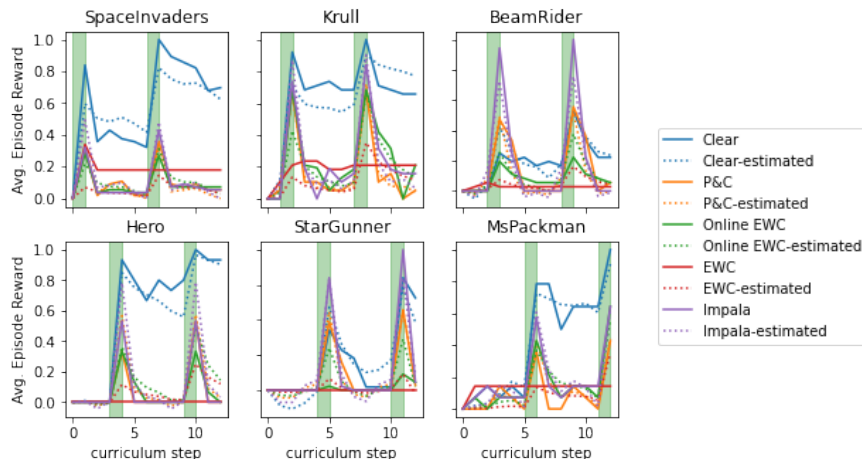 SpaceInvaders
Krull
BeamRider
Avg. Episode Reward
1.0
0.8
0.6
0.4
0.2
0.0
Clear
Clear-estimated
P&C
P&C-estimated
Online EWC
Online EWC-estimated
EWC
EWC-estimated
Impala
Impala-estimated
Hero
StarGunner
MsPackman
Avg. Episode Reward
1.0
0.8
0.6
0.4
0.2
0.0
0 5 10
0 5 10
0 5 10
curriculum step
curriculum step
curriculum step